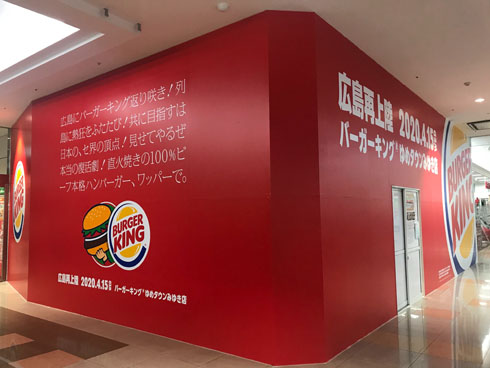 広島にバーガーキング返り咲き！列
島に熱狂をふたたび！共に目指すは
日本の、セ界の頂点！見せてやるぜ
本当の復活劇！直火焼きの100％ビ
ーフ本格ハンバーガー、ワッパーで。
BURGER
KING
広島再上陸 2020.4.15
バーガーキング® ゆめタウンみゆき店
広島再上陸 2020.4.15
バーガーキング® ゆめタウンみゆき店
BURGER
KING